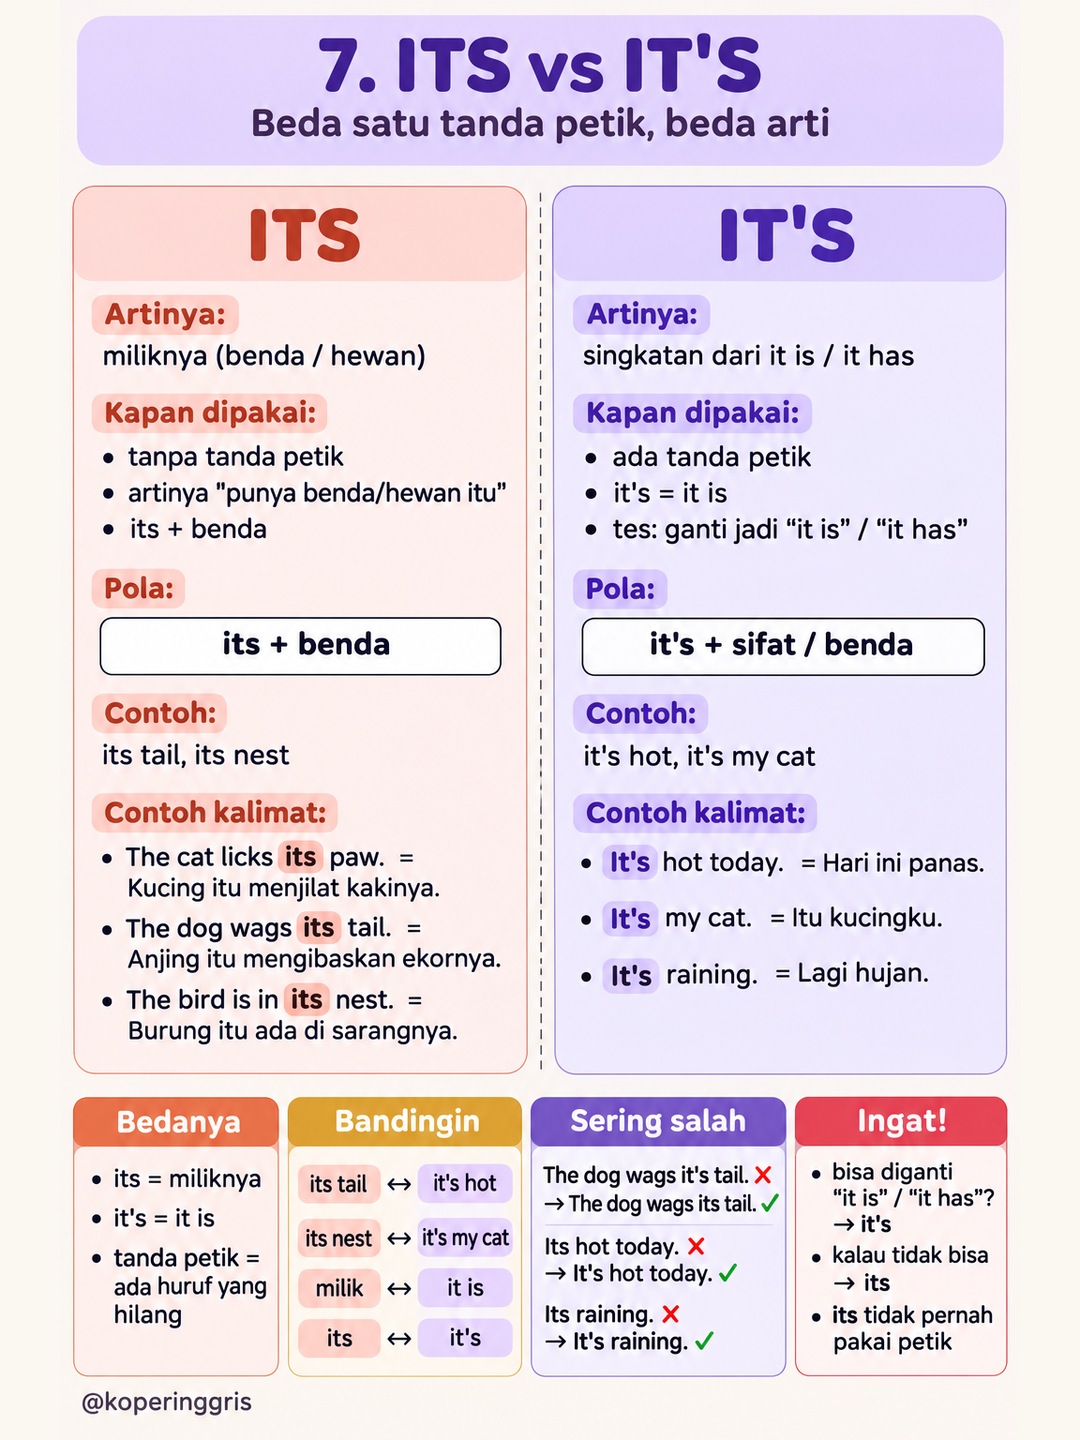 7. ITS vs IT'S
Beda satu tanda petik, beda arti
ITS
Artinya:
miliknya (benda / hewan)
Kapan dipakai:
• tanpa tanda petik
• artinya "punya benda/hewan itu"
• its + benda
Pola:
its + benda
Contoh:
its tail, its nest
Contoh kalimat:
• The cat licks its paw. =
Kucing itu menjilat kakinya.
• The dog wags its tail. =
Anjing itu mengibaskan ekornya.
• The bird is in its nest. =
Burung itu ada di sarangnya.
IT'S
Artinya:
singkatan dari it is / it has
Kapan dipakai:
• ada tanda petik
• it's = it is
• tes: ganti jadi “it is” / “it has”
Pola:
it's + sifat / benda
Contoh:
it's hot, it's my cat
Contoh kalimat:
• It's hot today. = Hari ini panas.
• It's my cat. = Itu kucingku.
• It's raining. = Lagi hujan.
Bedanya
• its = miliknya
• it's = it is
• tanda petik =
ada huruf yang
hilang
Bandingin
its tail ↔ it's hot
its nest ↔ it's my cat
milik ↔ it is
its ↔ it's
Sering salah
The dog wags it's tail. ❌
→ The dog wags its tail. ✓
Its hot today. ❌
→ It's hot today. ✓
Its raining. ❌
→ It's raining. ✓
Ingat!
• bisa diganti
“it is” / “it has”?
→ it's
• kalau tidak bisa
→ its
• its tidak pernah
pakai petik
@koperinggris